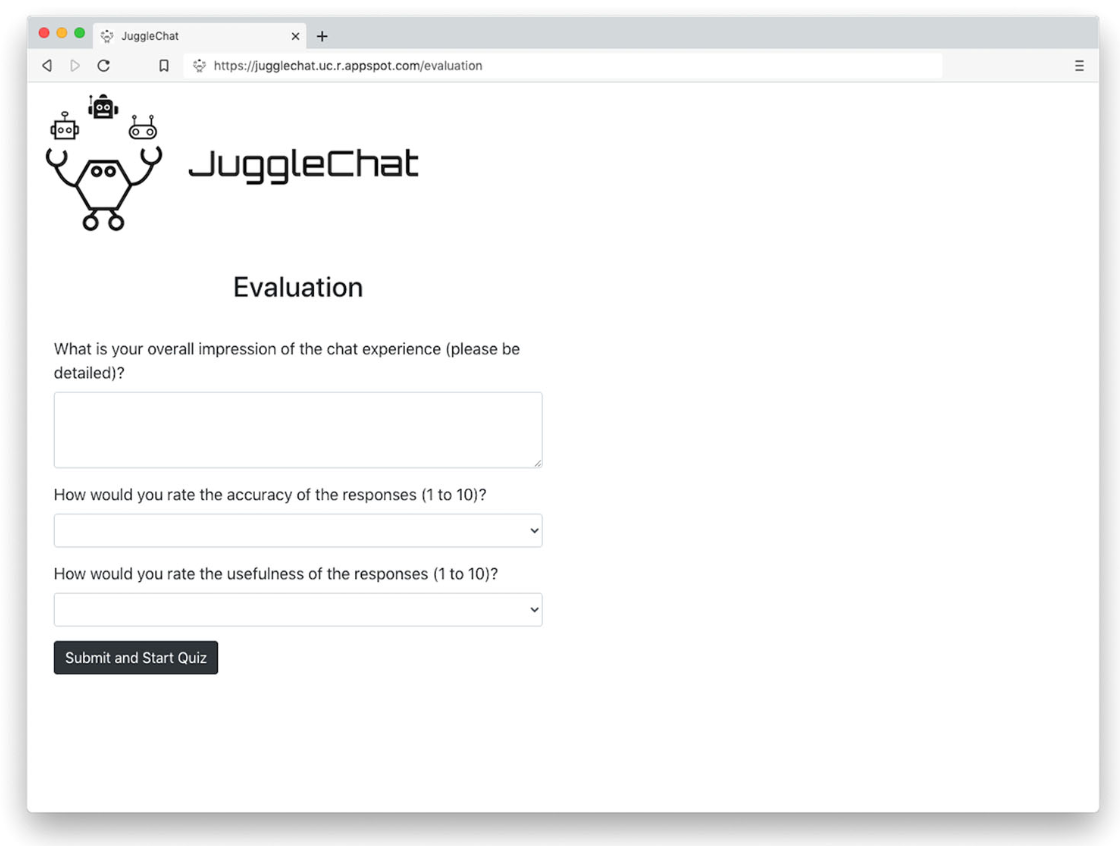 JuggleChat
https://jugglechat.uc.r.appspot.com/evaluation
JuggleChat
Evaluation
What is your overall impression of the chat experience (please be
detailed)?
How would you rate the accuracy of the responses (1 to 10)?
How would you rate the usefulness of the responses (1 to 10)?
Submit and Start Quiz